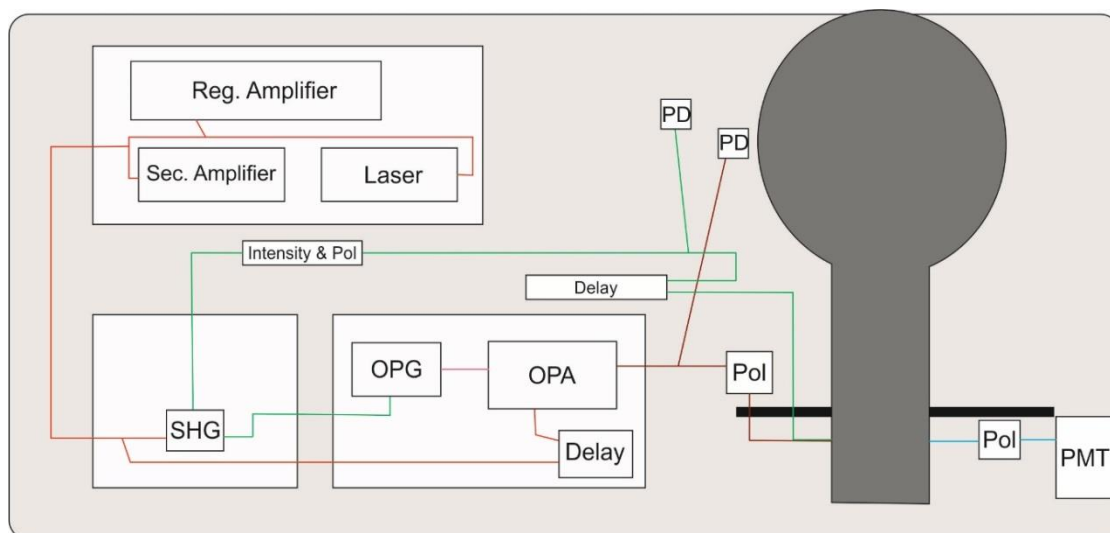 Reg. Amplifier
Sec. Amplifier
Laser
PD
PD
Intensity & Pol
Delay
OPG
OPA
Pol
SHG
Delay
Pol
PMT